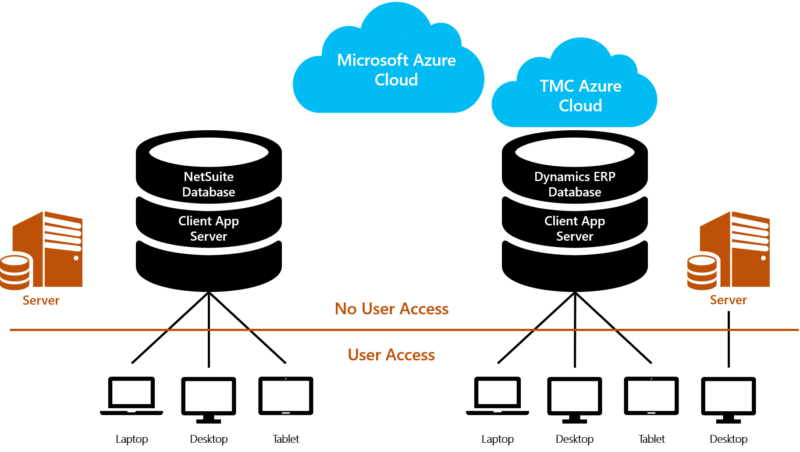 Microsoft Azure
Cloud
TMC Azure
Cloud
NetSuite
Database
Client App
Server
Dynamics ERP
Database
Client App
Server
Server
Server
No User Access
User Access
Laptop
Desktop
Tablet
Laptop
Desktop
Tablet
Desktop